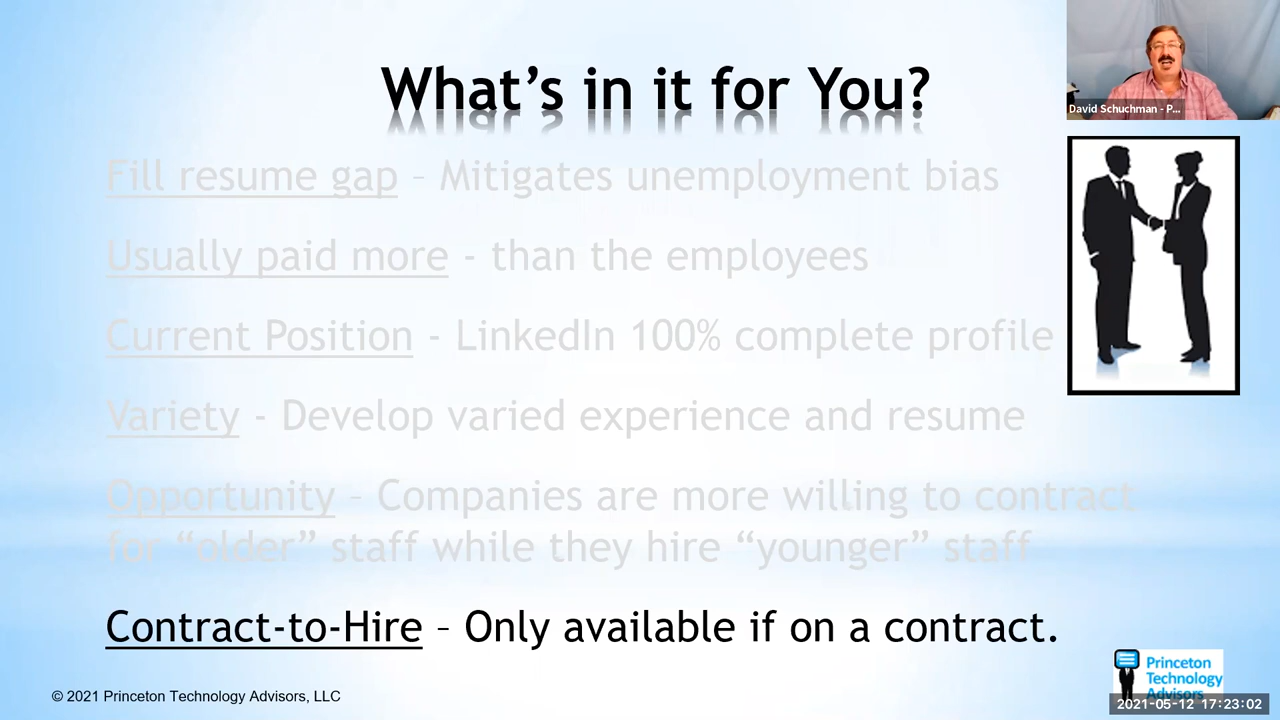 What's in it for You?
David Schuchman - P...
Fill resume gap – Mitigates unemployment bias
Usually paid more - than the employees
Current Position - LinkedIn 100% complete profile
Variety - Develop varied experience and resume
Opportunity – Companies are more willing to contract
for “older” staff while they hire “younger” staff
Contract-to-Hire – Only available if on a contract.
Princeton
Technology
Advisors
© 2021 Princeton Technology Advisors, LLC
2021-05-12 17:23:02